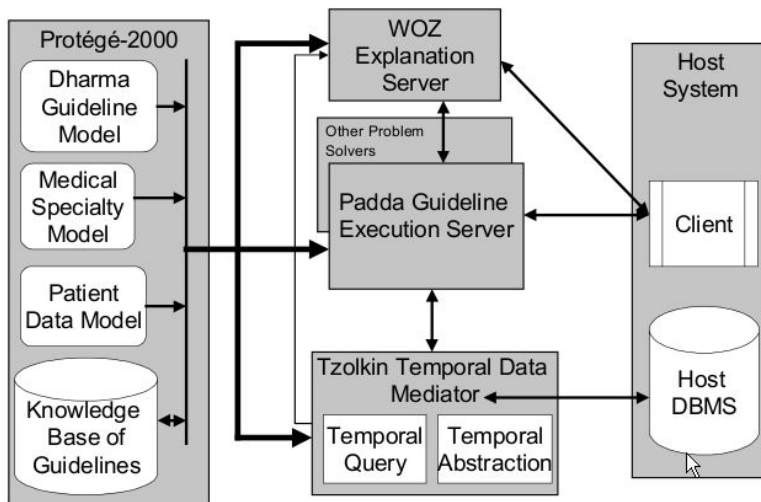 Protégé-2000
Dharma
Guideline
Model
Medical
Specialty
Model
Patient
Data Model
Knowledge
Base of
Guidelines
WOZ
Explanation
Server
Other Problem
Solvers
Padda Guideline
Execution Server
Tzolkin Temporal Data
Mediator
Temporal
Query
Temporal
Abstraction
Host
System
Client
Host
DBMS